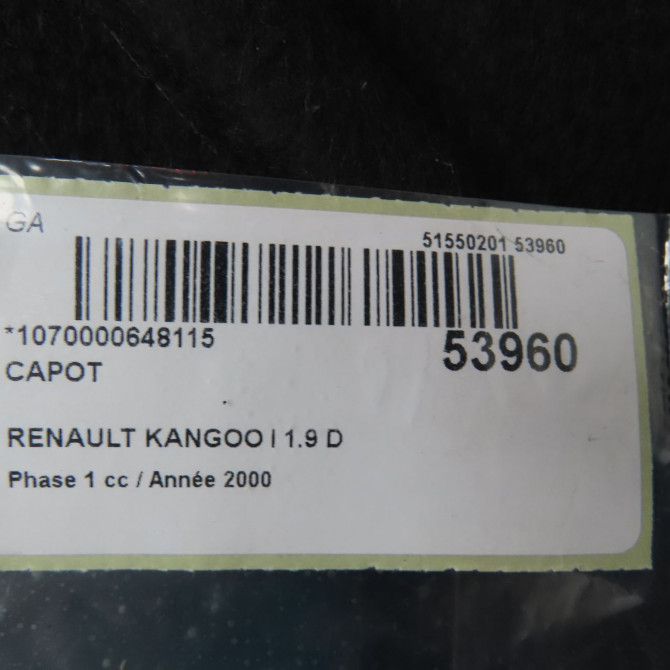 GA
51550201 53960
*1070000648115
53960
CAPOT
RENAULT KANGOO I 1.9 D
Phase 1 cc / Année 2000